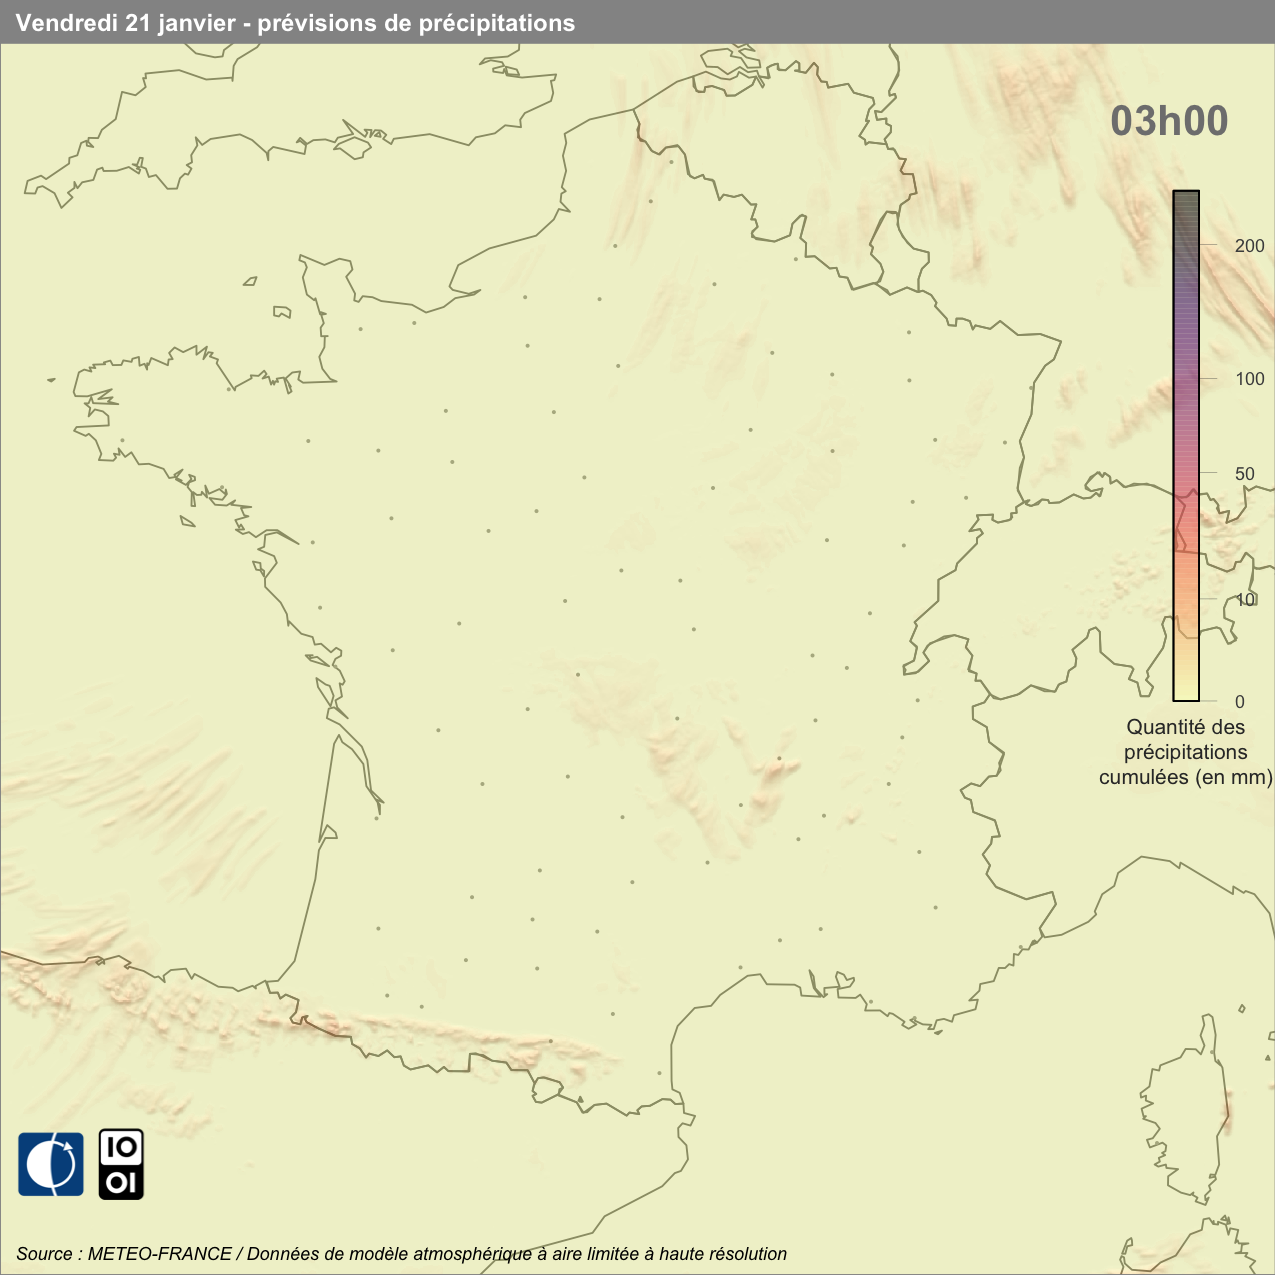 Vendredi 21 janvier - prévisions de précipitations
03h00
200
100
50
10
0
Quantité des
précipitations
cumulées (en mm)
IO
OI
Source : METEO-FRANCE / Données de modèle atmosphérique à aire limitée à haute résolution